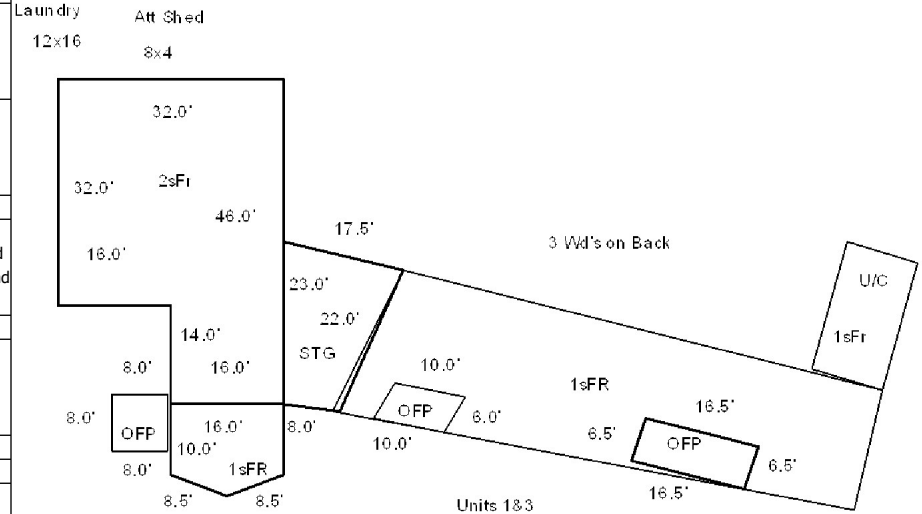 Laundry
12x16
Att Shed
8x4
32.0'
32.0'
2sFr
46.0'
16.0'
17.5'
3 Wd's on Back
U/C
1sFr
23.0'
22.0'
STG
14.0'
16.0'
8.0'
8.0'
OFP
8.0'
16.0'
10.0'
1sFR
8.5'
8.5'
8.0'
10.0'
OFP
6.0'
10.0'
1sFR
16.5'
6.5'
OFP
6.5'
16.5'
Units 1&3
d
nd